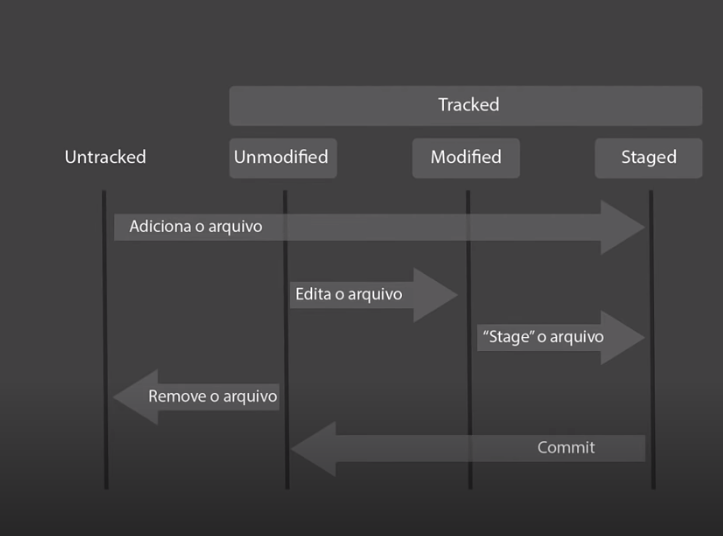 Tracked
Untracked
Unmodified
Modified
Staged
Adiciona o arquivo
Edita o arquivo
“Stage” o arquivo
Remove o arquivo
Commit